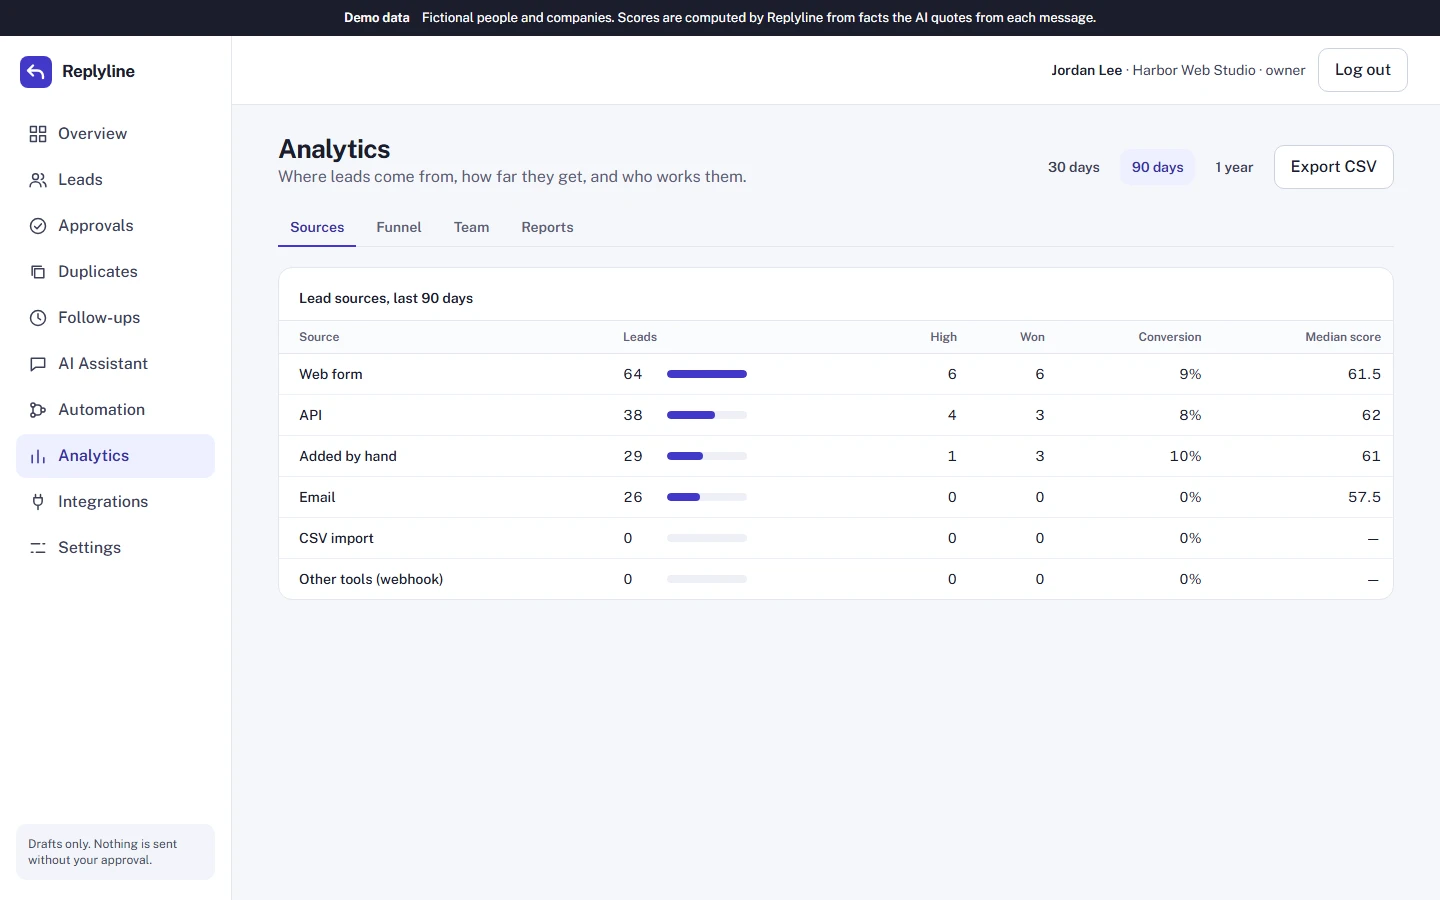 Demo data Fictional people and companies. Scores are computed by Replyline from facts the AI quotes from each message.
Replyline
Jordan Lee · Harbor Web Studio · owner Log out
Overview
Leads
Approvals
Duplicates
Follow-ups
AI Assistant
Automation
Analytics
Integrations
Settings
Drafts only. Nothing is sent
without your approval.
Analytics
Where leads come from, how far they get, and who works them.
30 days 90 days 1 year Export CSV
Sources Funnel Team Reports
Lead sources, last 90 days
Source Leads High Won Conversion Median score
Web form 64 6 6 9% 61.5
API 38 4 3 8% 62
Added by hand 29 1 3 10% 61
Email 26 0 0 0% 57.5
CSV import 0 0 0 0% —
Other tools (webhook) 0 0 0 0% —